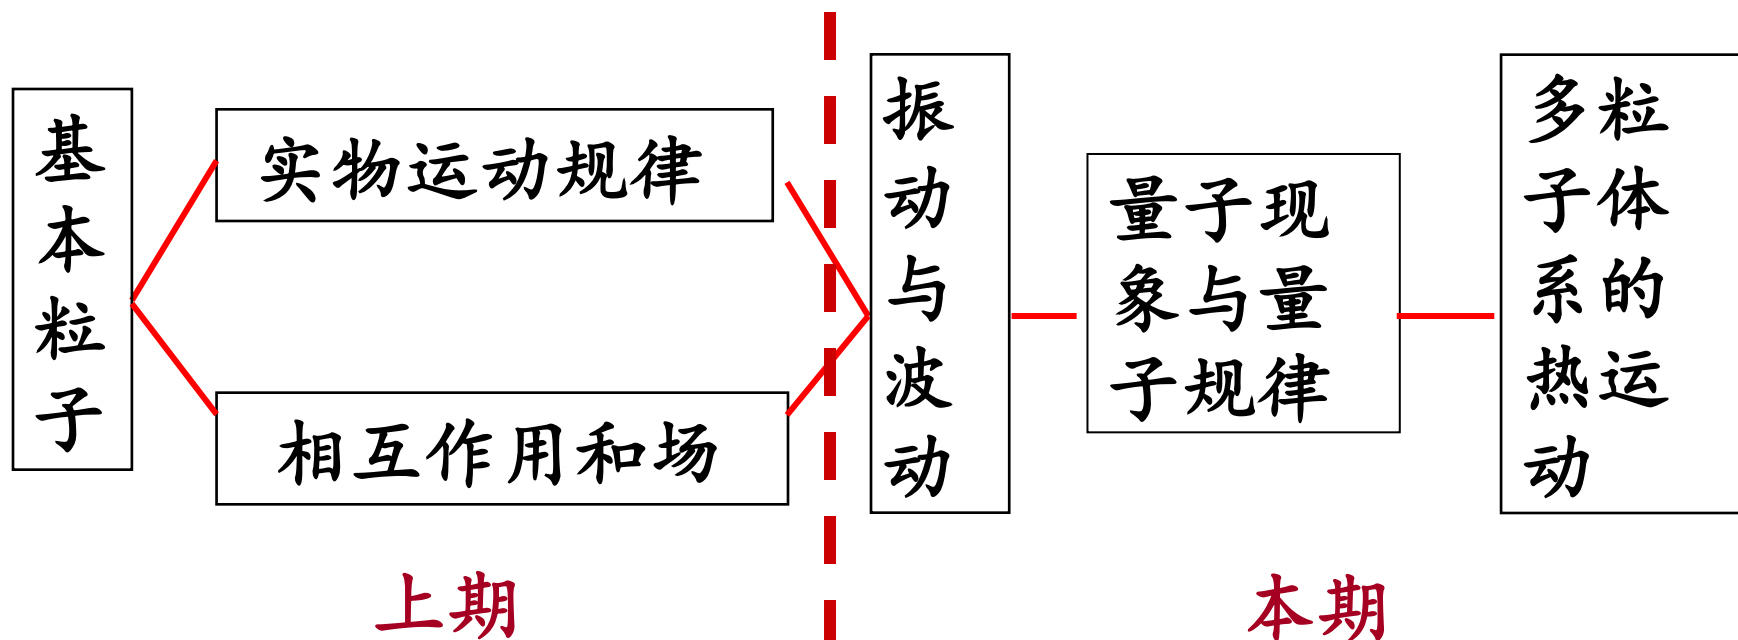 基本粒子
实物运动规律
相互作用和场
振动与波动
量子现
象与量
子规律
多粒
子体
系的
热运
动
上期
本期